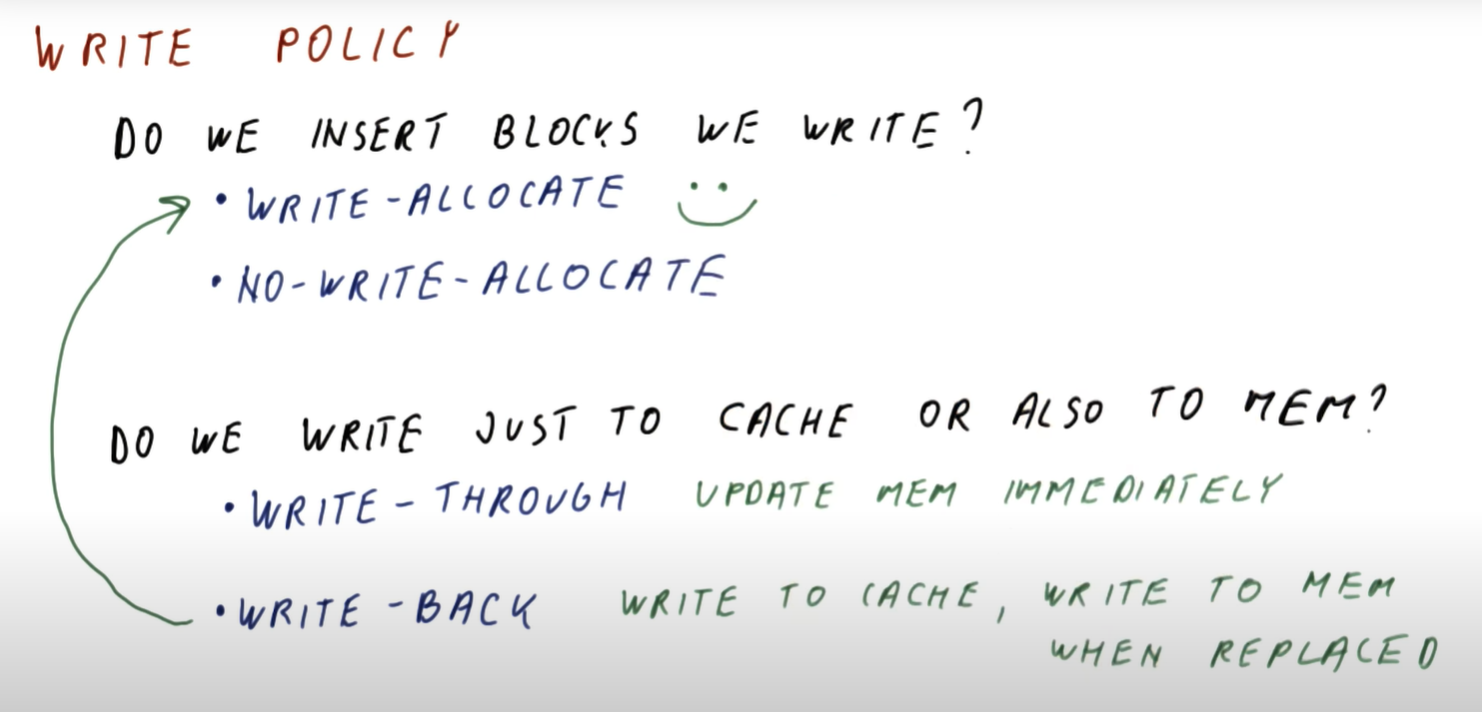 WRITE POLICY
DO WE INSERT BLOCKS WE WRITE?
• WRITE-ALLOCATE
• NO-WRITE-ALLOCATE
DO WE WRITE JUST TO CACHE OR ALSO TO MEM?
• WRITE-THROUGH UPDATE MEM IMMEDIATELY
• WRITE-BACK WRITE TO CACHE, WRITE TO MEM
WHEN REPLACED